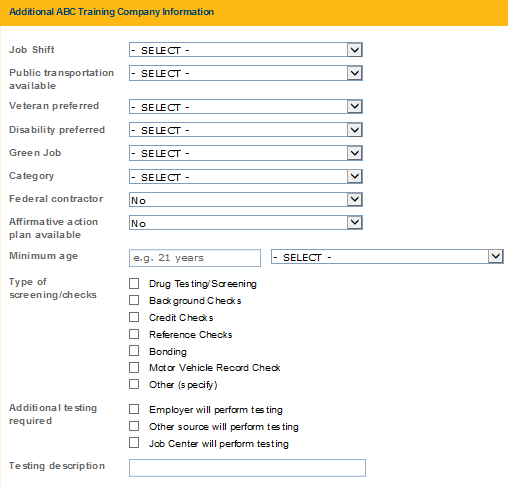 Additional ABC Training Company Information
Job Shift - SELECT -
Public transportation - SELECT -
available
Veteran preferred - SELECT -
Disability preferred - SELECT -
Green Job - SELECT -
Category - SELECT -
Federal contractor No
Affirmative action No
plan available
Minimum age e.g. 21 years - SELECT -
Type of Drug Testing/Screening
screening/checks
Background Checks
Credit Checks
Reference Checks
Bonding
Motor Vehicle Record Check
Other (specify)
Additional testing Employer will perform testing
required
Other source will perform testing
Job Center will perform testing
Testing description